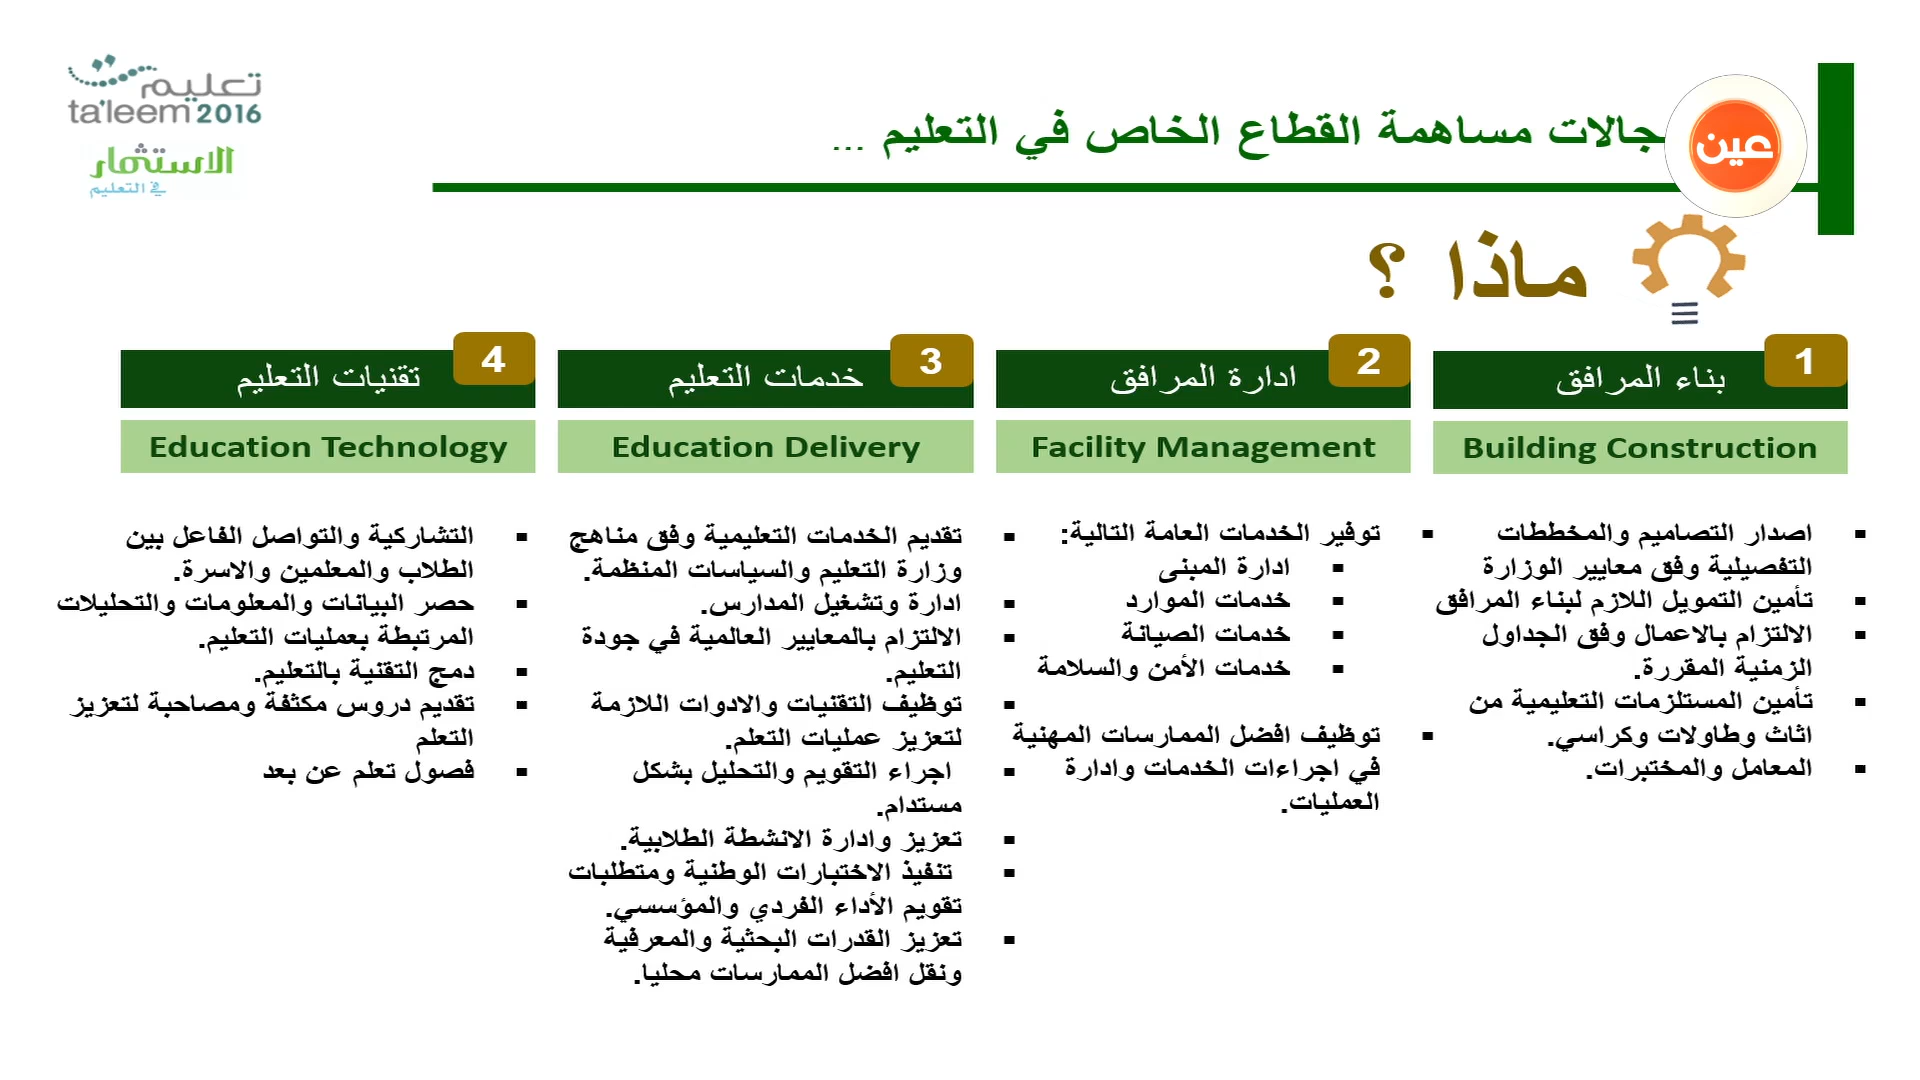 تعليم
ta'leem 2016
الاستثمار
في التعليم
جالات مساهمة القطاع الخاص في التعليم ...
عين
ماذا ؟
1
بناء المرافق
Building Construction
▪ اصدار التصاميم والمخططات
التفصيلية وفق معايير الوزارة
▪ تأمين التمويل اللازم لبناء المرافق
▪ الالتزام بالاعمال وفق الجداول
الزمنية المقررة.
▪ تأمين المستلزمات التعليمية من
اثاث وطاولات وكراسي.
▪ المعامل والمختبرات.
2
ادارة المرافق
Facility Management
▪ توفير الخدمات العامة التالية:
▪ ادارة المبنى
▪ خدمات الموارد
▪ خدمات الصيانة
▪ خدمات الأمن والسلامة
▪ توظيف افضل الممارسات المهنية
في اجراءات الخدمات وادارة
العمليات.
3
خدمات التعليم
Education Delivery
▪ تقديم الخدمات التعليمية وفق مناهج
وزارة التعليم والسياسات المنظمة.
▪ ادارة وتشغيل المدارس.
▪ الالتزام بالمعايير العالمية في جودة
التعليم.
▪ توظيف التقنيات والادوات اللازمة
لتعزيز عمليات التعلم.
▪ اجراء التقويم والتحليل بشكل
مستدام.
▪ تعزيز وادارة الانشطة الطلابية.
▪ تنفيذ الاختبارات الوطنية ومتطلبات
تقويم الأداء الفردي والمؤسسي.
▪ تعزيز القدرات البحثية والمعرفية
ونقل افضل الممارسات محليا.
4
تقنيات التعليم
Education Technology
▪ التشاركية والتواصل الفاعل بين
الطلاب والمعلمين والاسرة.
▪ حصر البيانات والمعلومات والتحليلات
المرتبطة بعمليات التعليم.
▪ دمج التقنية بالتعليم.
▪ تقديم دروس مكثفة ومصاحبة لتعزيز
التعلم
▪ فصول تعلم عن بعد